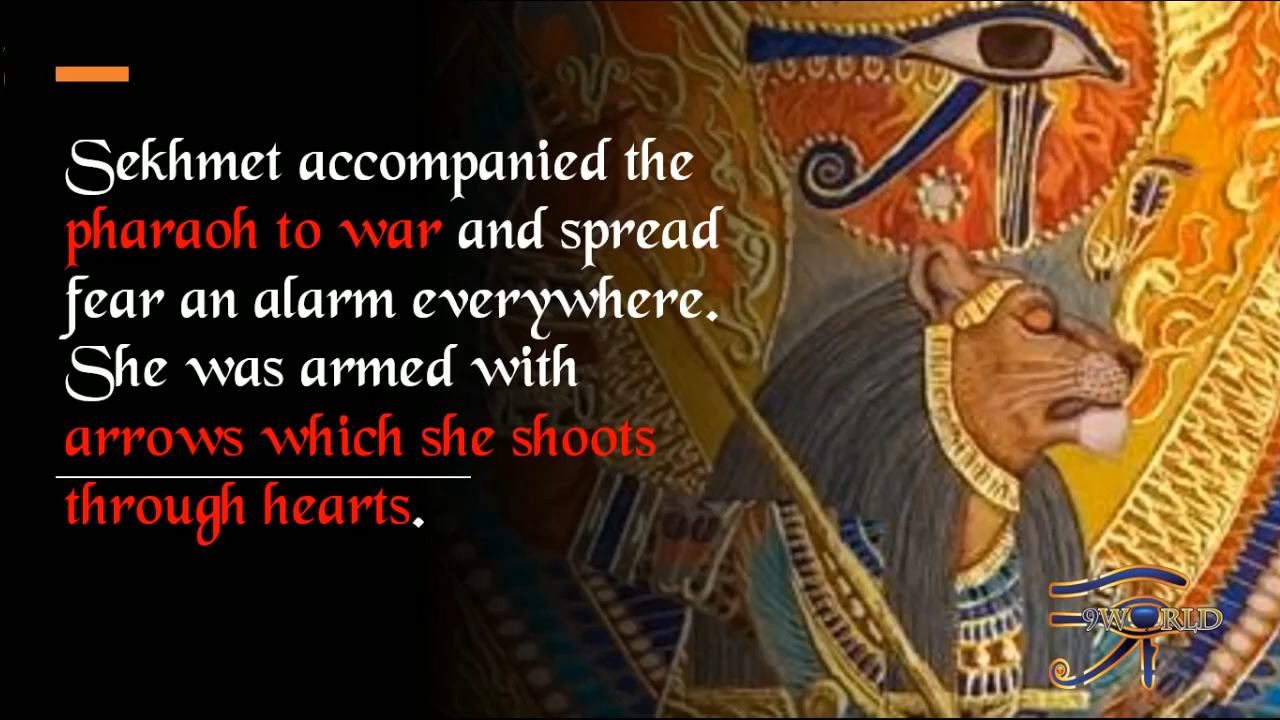 Sekhmet accompanied the
pharaoh to war and spread
fear an alarm everywhere.
She was armed with
arrows which she shoots
through hearts.
9WORLD